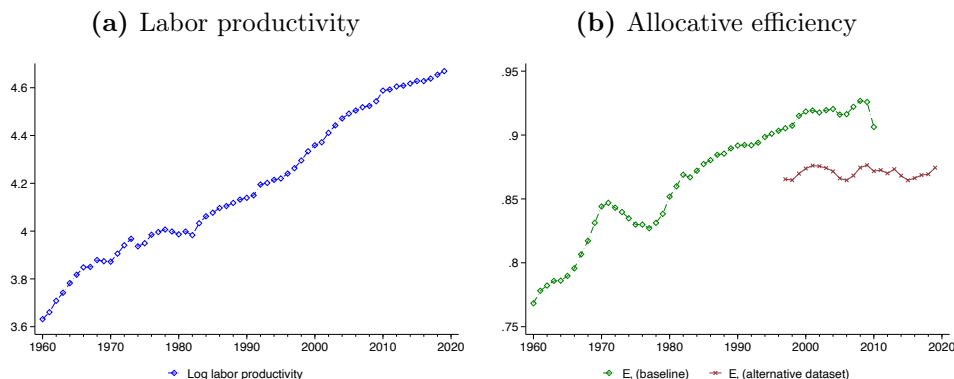 (a) Labor productivity
4.6
4.4
4.2
4
3.8
3.6
1960 1970 1980 1990 2000 2010 2020
Log labor productivity
(b) Allocative efficiency
.95
.9
.85
.8
.75
1960 1970 1980 1990 2000 2010 2020
Eₜ (baseline) Eₜ (alternative dataset)